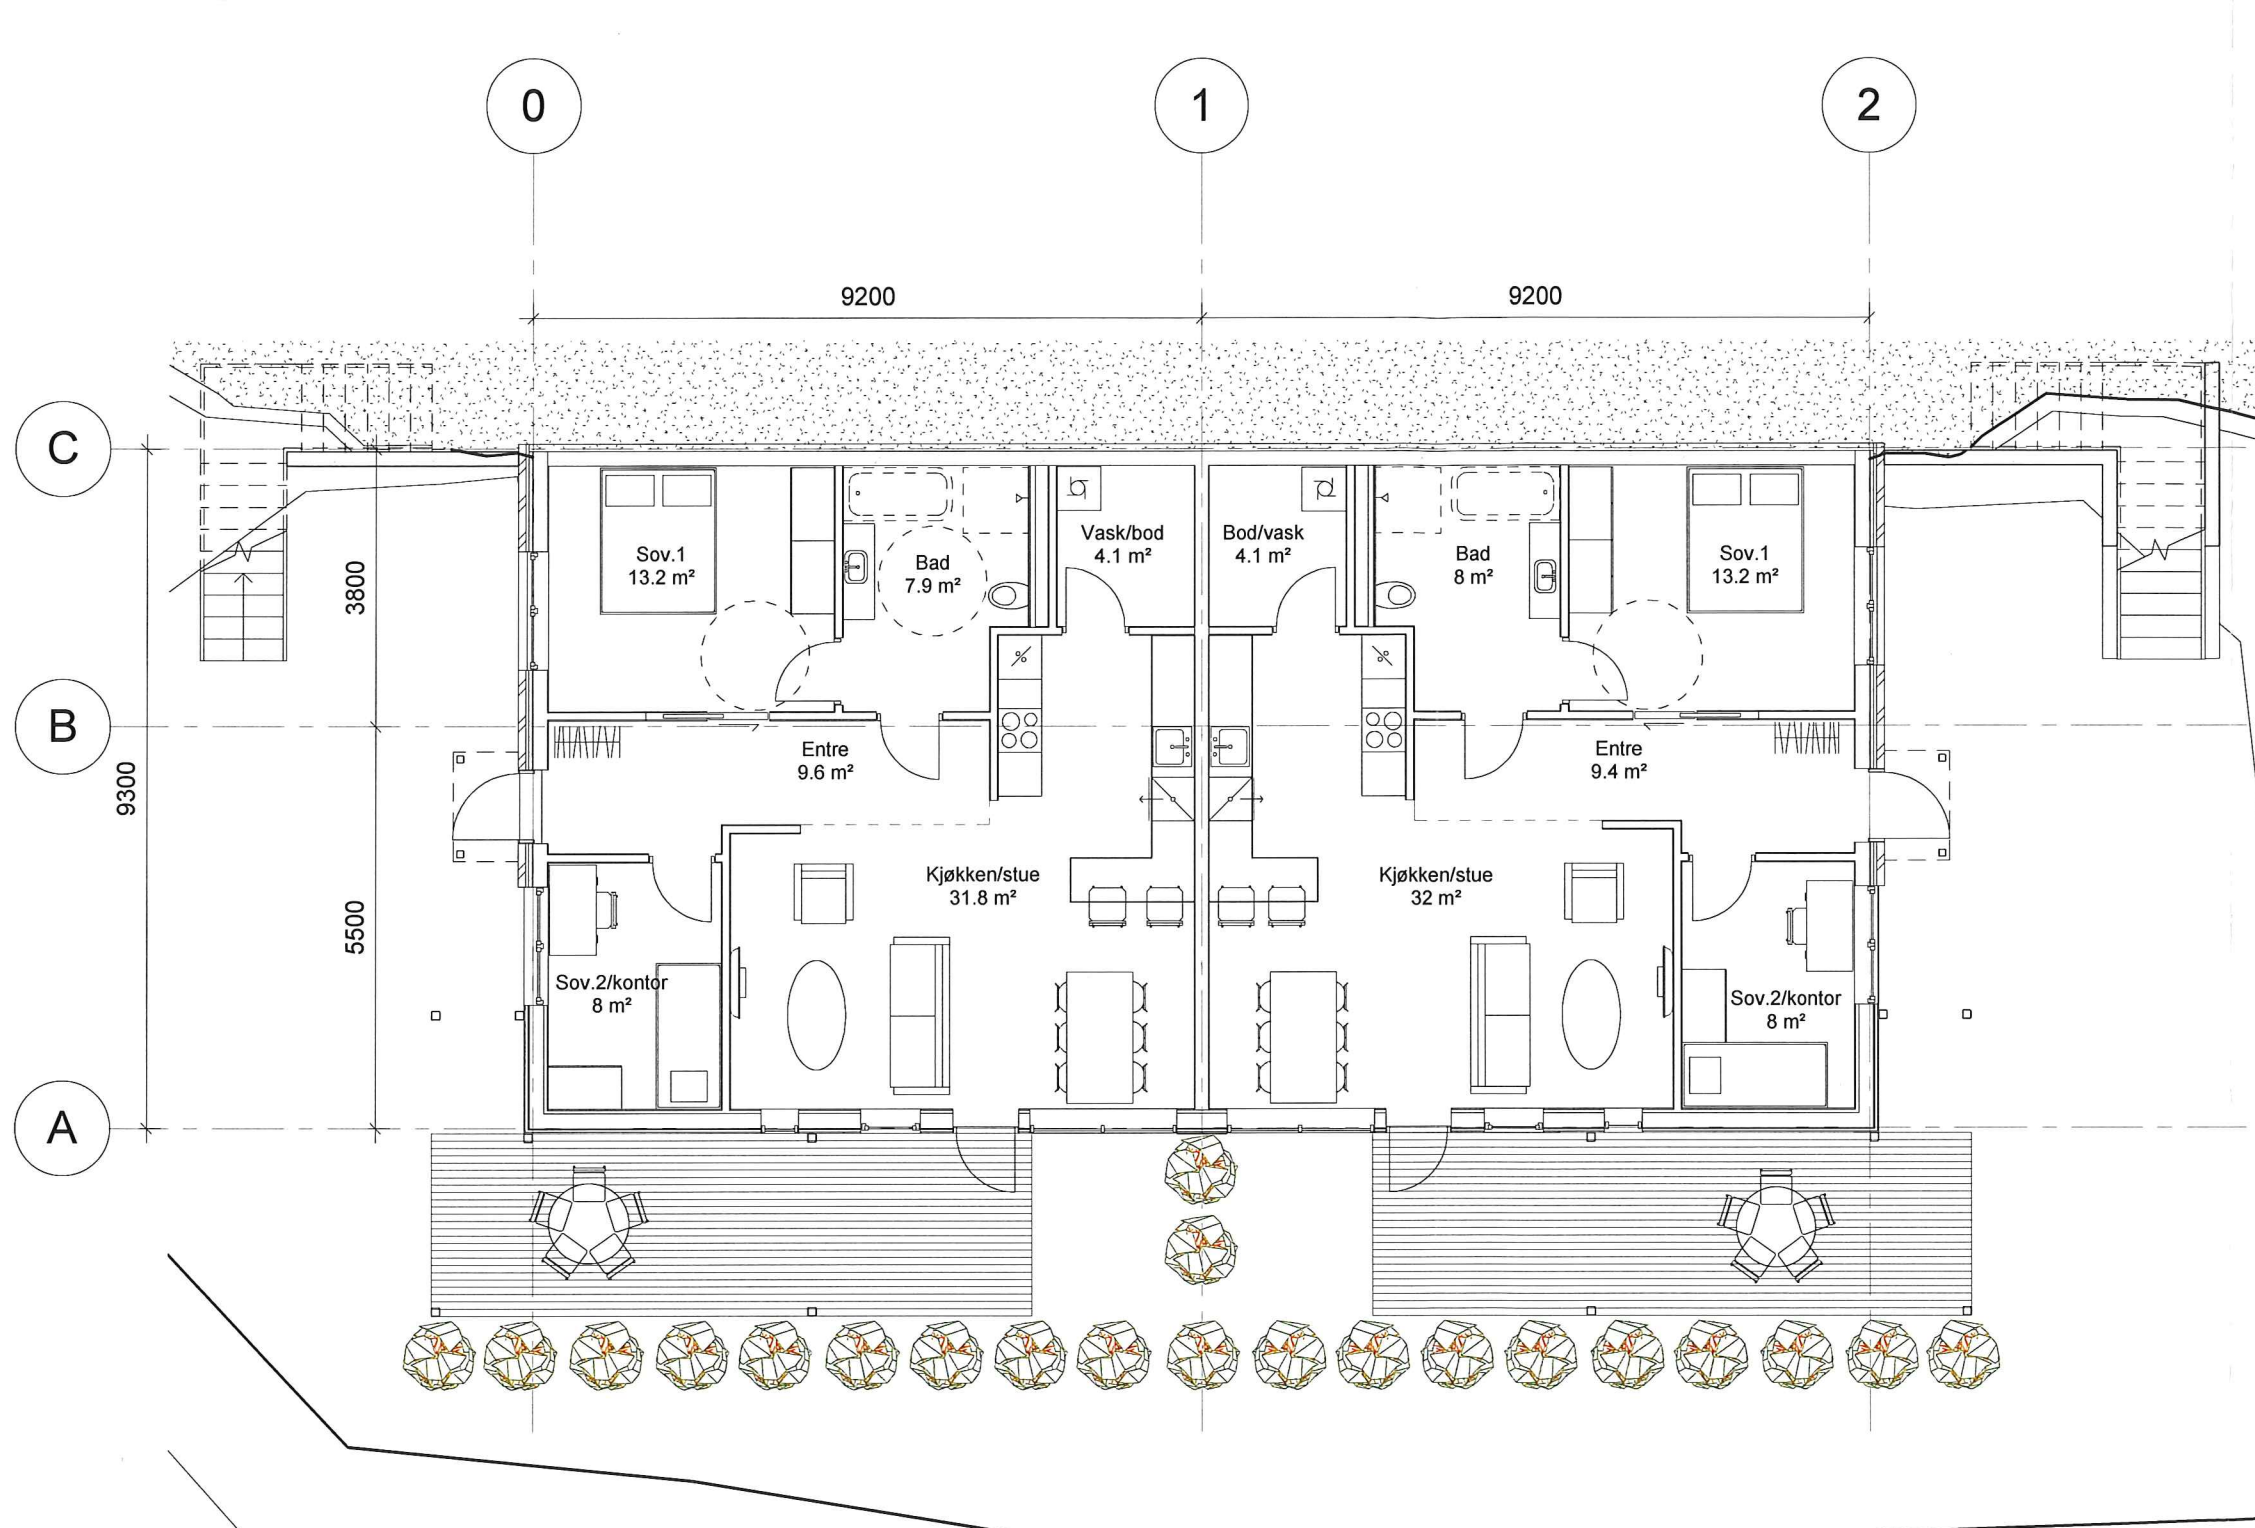 0
1
2
9200
9200
C
B
A
3800
9300
5500
Sov.1
13.2 m²
Bad
7.9 m²
Vask/bod
4.1 m²
Bod/vask
4.1 m²
Bad
8 m²
Sov.1
13.2 m²
Entre
9.6 m²
Entre
9.4 m²
Kjøkken/stue
31.8 m²
Kjøkken/stue
32 m²
Sov.2/kontor
8 m²
Sov.2/kontor
8 m²